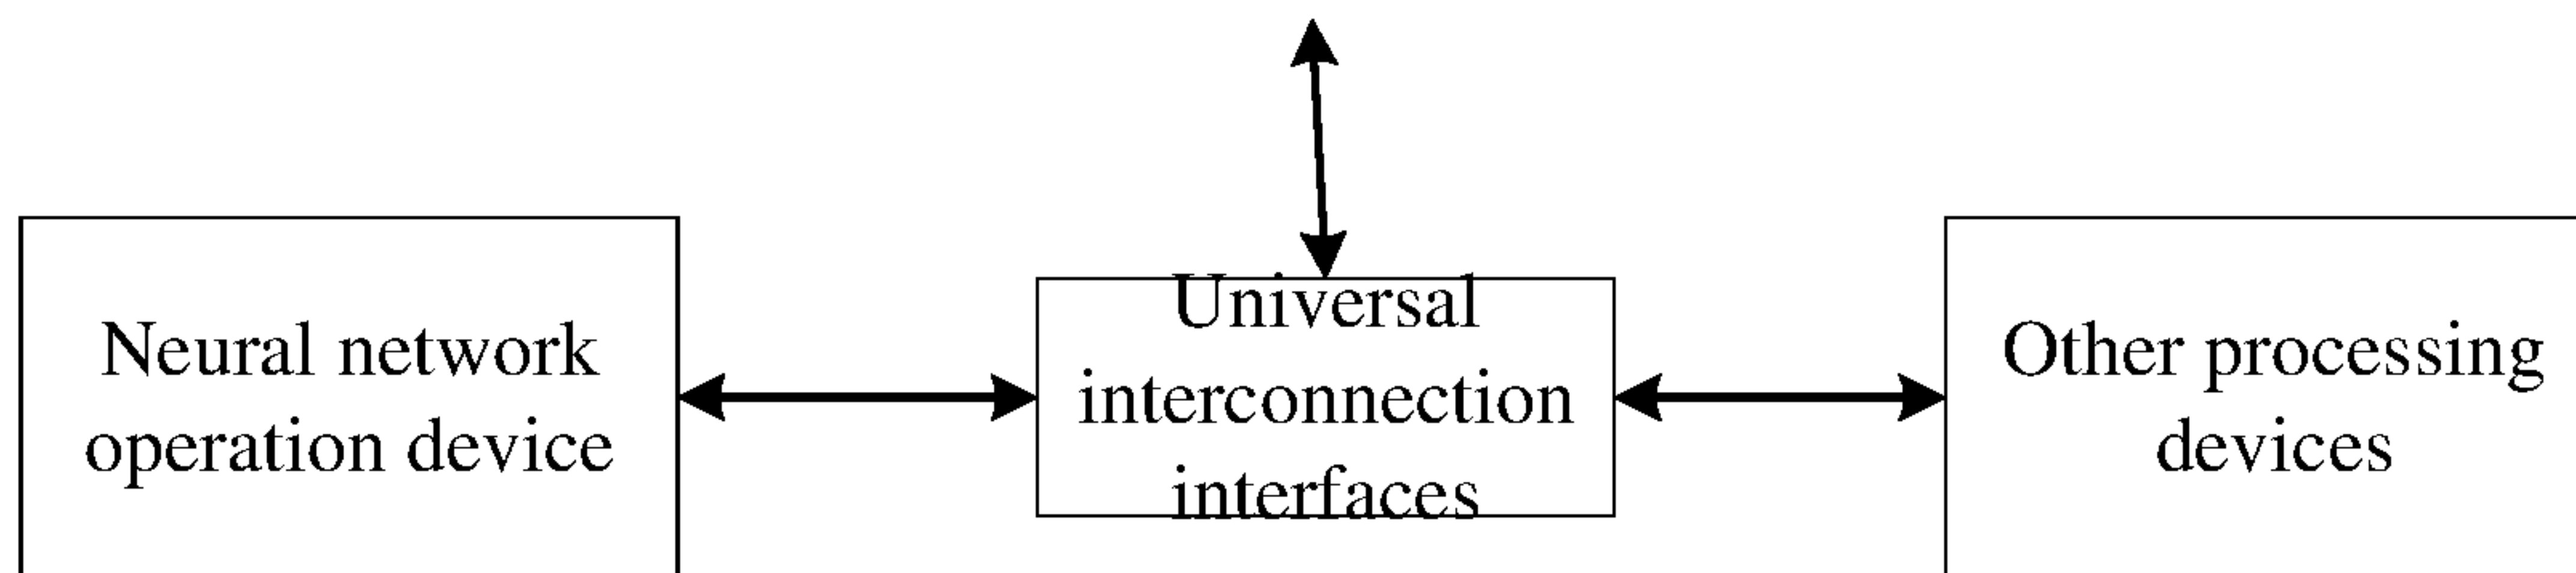 Neural network
operation device
Universal
interconnection
interfaces
Other processing
devices